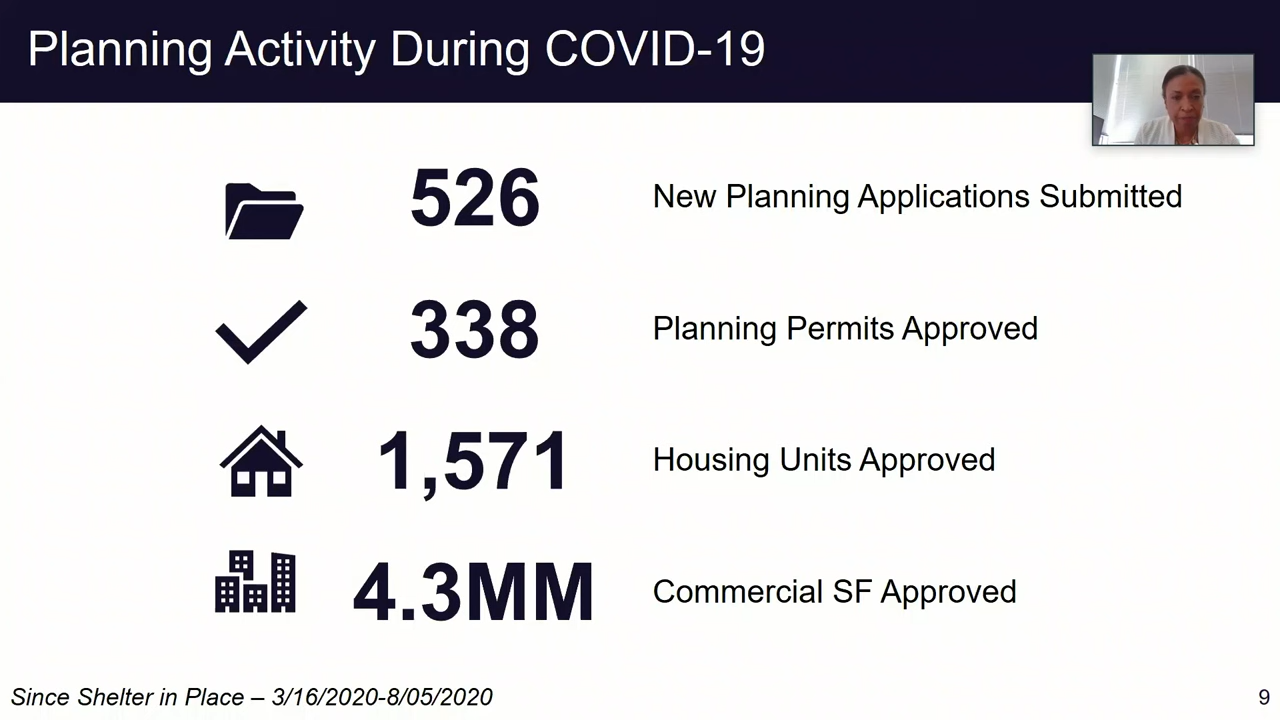 Planning Activity During COVID-19
526 New Planning Applications Submitted
338 Planning Permits Approved
1,571 Housing Units Approved
4.3MM Commercial SF Approved
Since Shelter in Place – 3/16/2020-8/05/2020
9